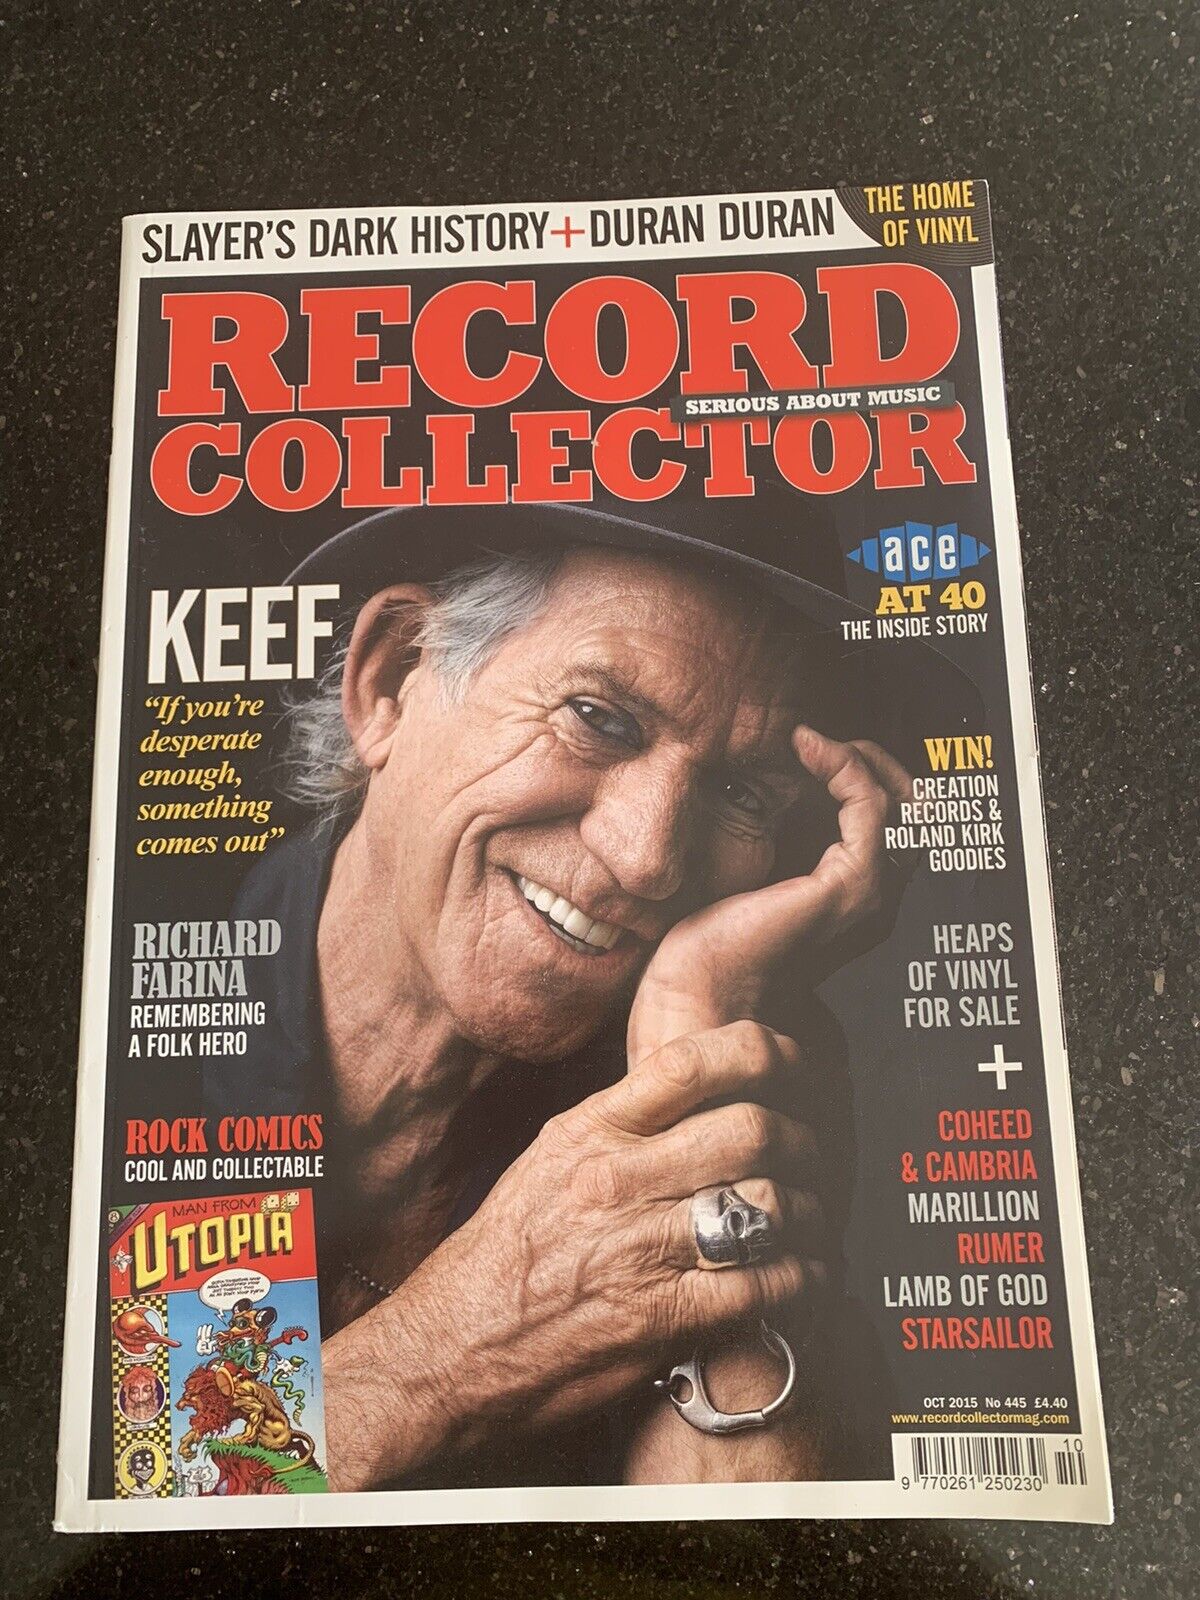 SLAYER'S DARK HISTORY+DURAN DURAN
THE HOME
OF VINYL
RECORD
SERIOUS ABOUT MUSIC
COLLECTOR
ace
AT 40
THE INSIDE STORY
KEEF
"If you're
desperate
enough,
something
comes out"
WIN!
CREATION
RECORDS &
ROLAND KIRK
GOODIES
RICHARD
FARINA
REMEMBERING
A FOLK HERO
HEAPS
OF VINYL
FOR SALE
+
COHEED
& CAMBRIA
MARILLION
RUMER
LAMB OF GOD
STARSAILOR
ROCK COMICS
COOL AND COLLECTABLE
MAN FROM
UTOPIA
OCT 2015 No 445 £4.40
www.recordcollectormag.com
10
9 770261 250230